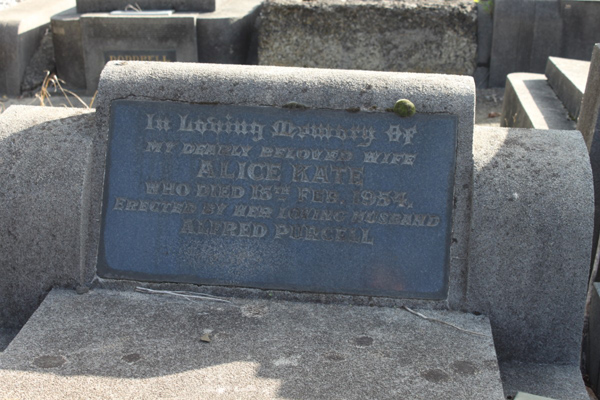 In Loving Memory Of
MY DEARLY BELOVED WIFE
ALICE KATE
WHO DIED 15TH FEB. 1954.
ERECTED BY HER LOVING HUSBAND
ALDRED PURCELL